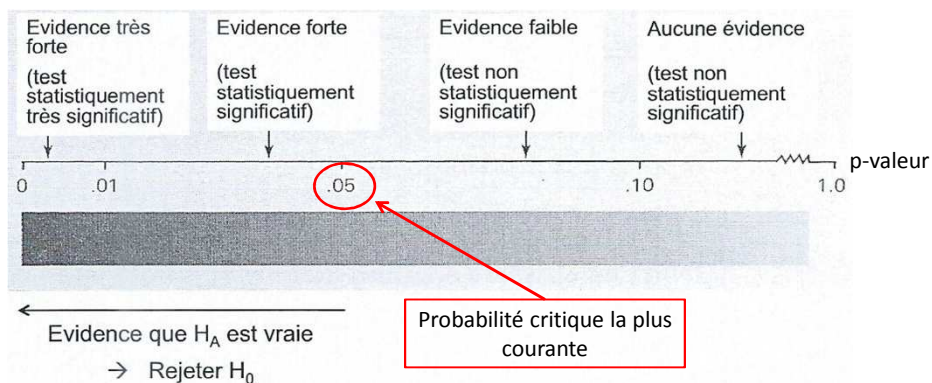 Evidence très
forte
(test
statistiquement
très significatif)
Evidence forte
(test
statistiquement
significatif)
Evidence faible
(test non
statistiquement
significatif)
Aucune évidence
(test non
statistiquement
significatif)
p-valeur
0 .01 .05 .10 1.0
Evidence que HA est vraie
→ Rejeter H0
Probabilité critique la plus
courante